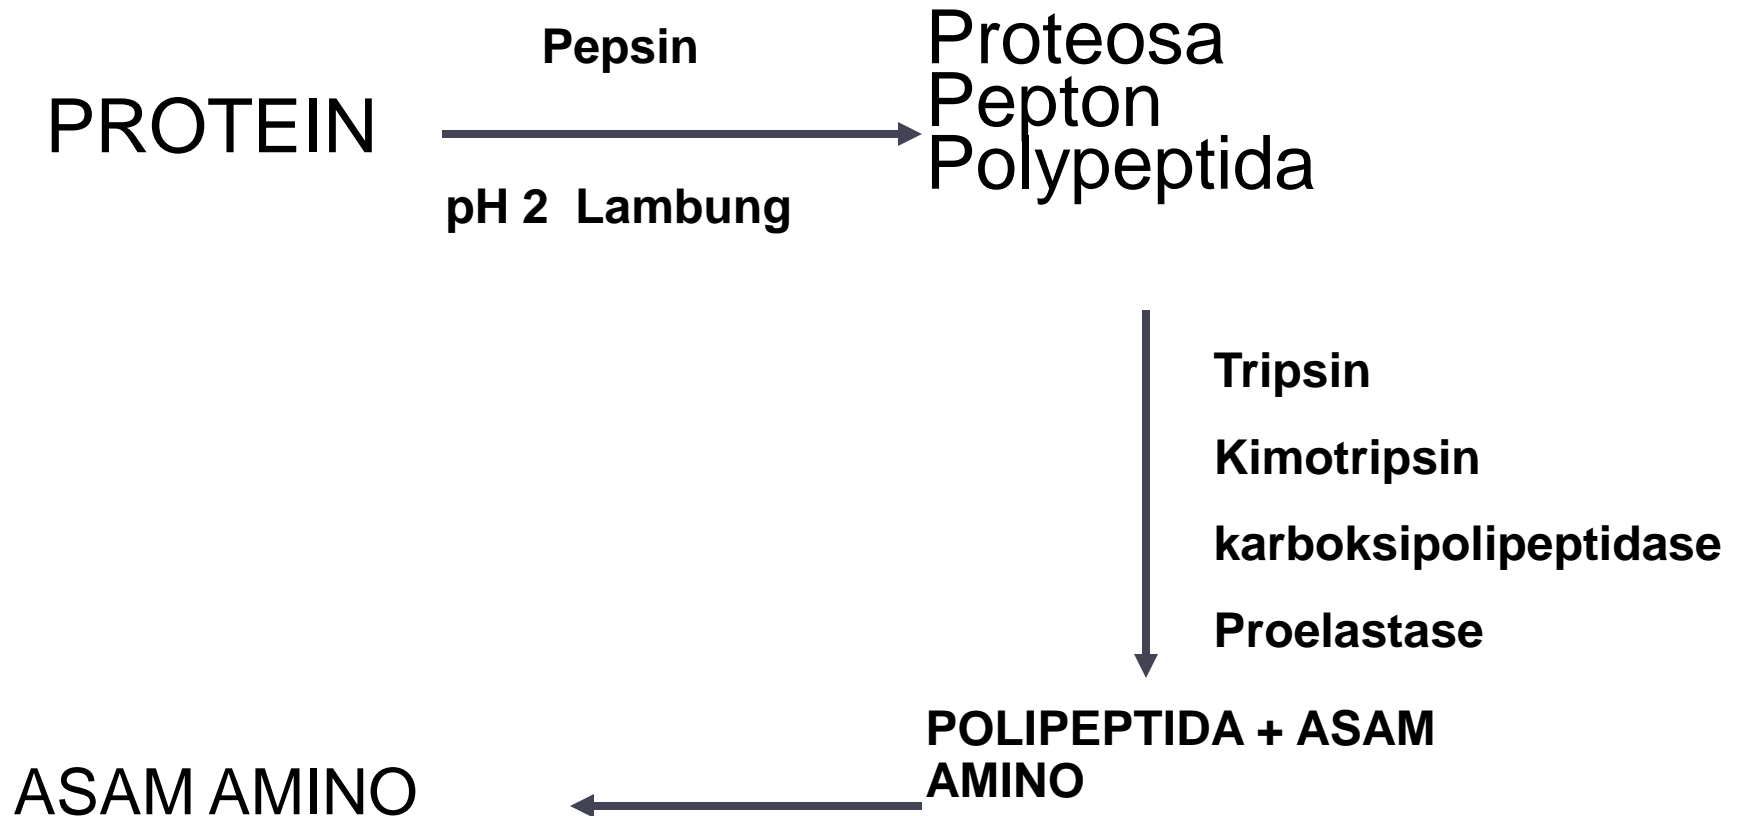 Pepsin
PROTEIN
pH 2 Lambung
Proteosa
Pepton
Polypeptida
Tripsin
Kimotripsin
karboksipolipeptidase
Proelastase
POLIPEPTIDA + ASAM
AMINO
ASAM AMINO